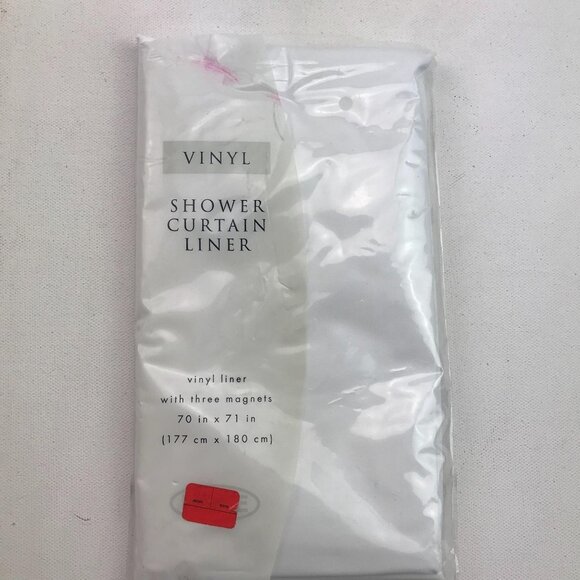 VINYL
SHOWER
CURTAIN
LINER
vinyl liner
with three magnets
70 in x 71 in
(177 cm x 180 cm)